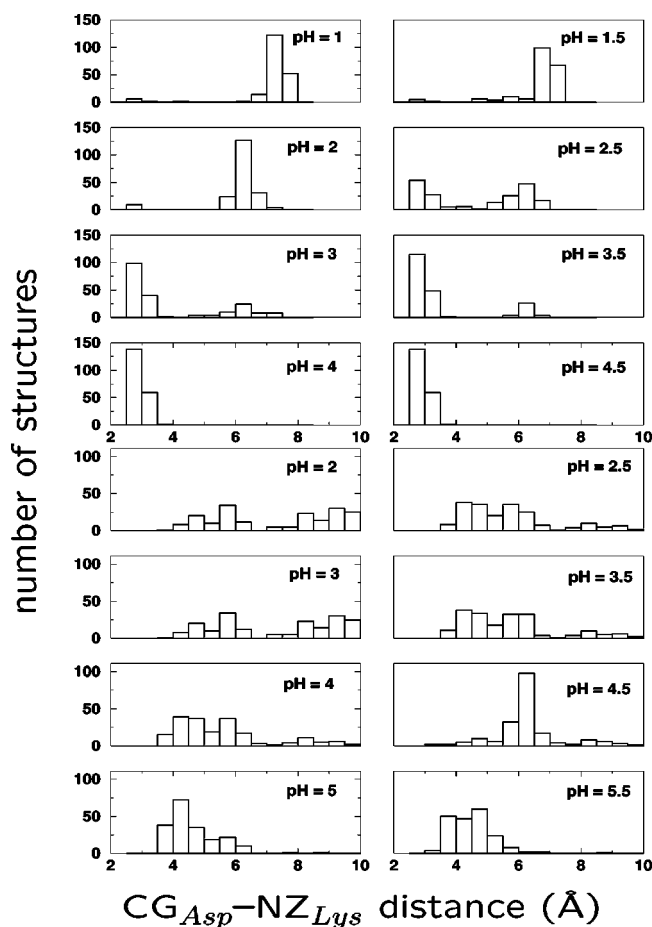 150
100
50
0
pH = 1
pH = 1.5
150
100
50
0
pH = 2
pH = 2.5
150
100
50
0
pH = 3
pH = 3.5
150
100
50
0
pH = 4
pH = 4.5
2 4 6 8 10 2 4 6 8 10
100
50
0
pH = 2
pH = 2.5
100
50
0
pH = 3
pH = 3.5
100
50
0
pH = 4
pH = 4.5
100
50
0
pH = 5
pH = 5.5
2 4 6 8 10 2 4 6 8 10
number of structures
CG_Asp–NZ_Lys distance (Å)